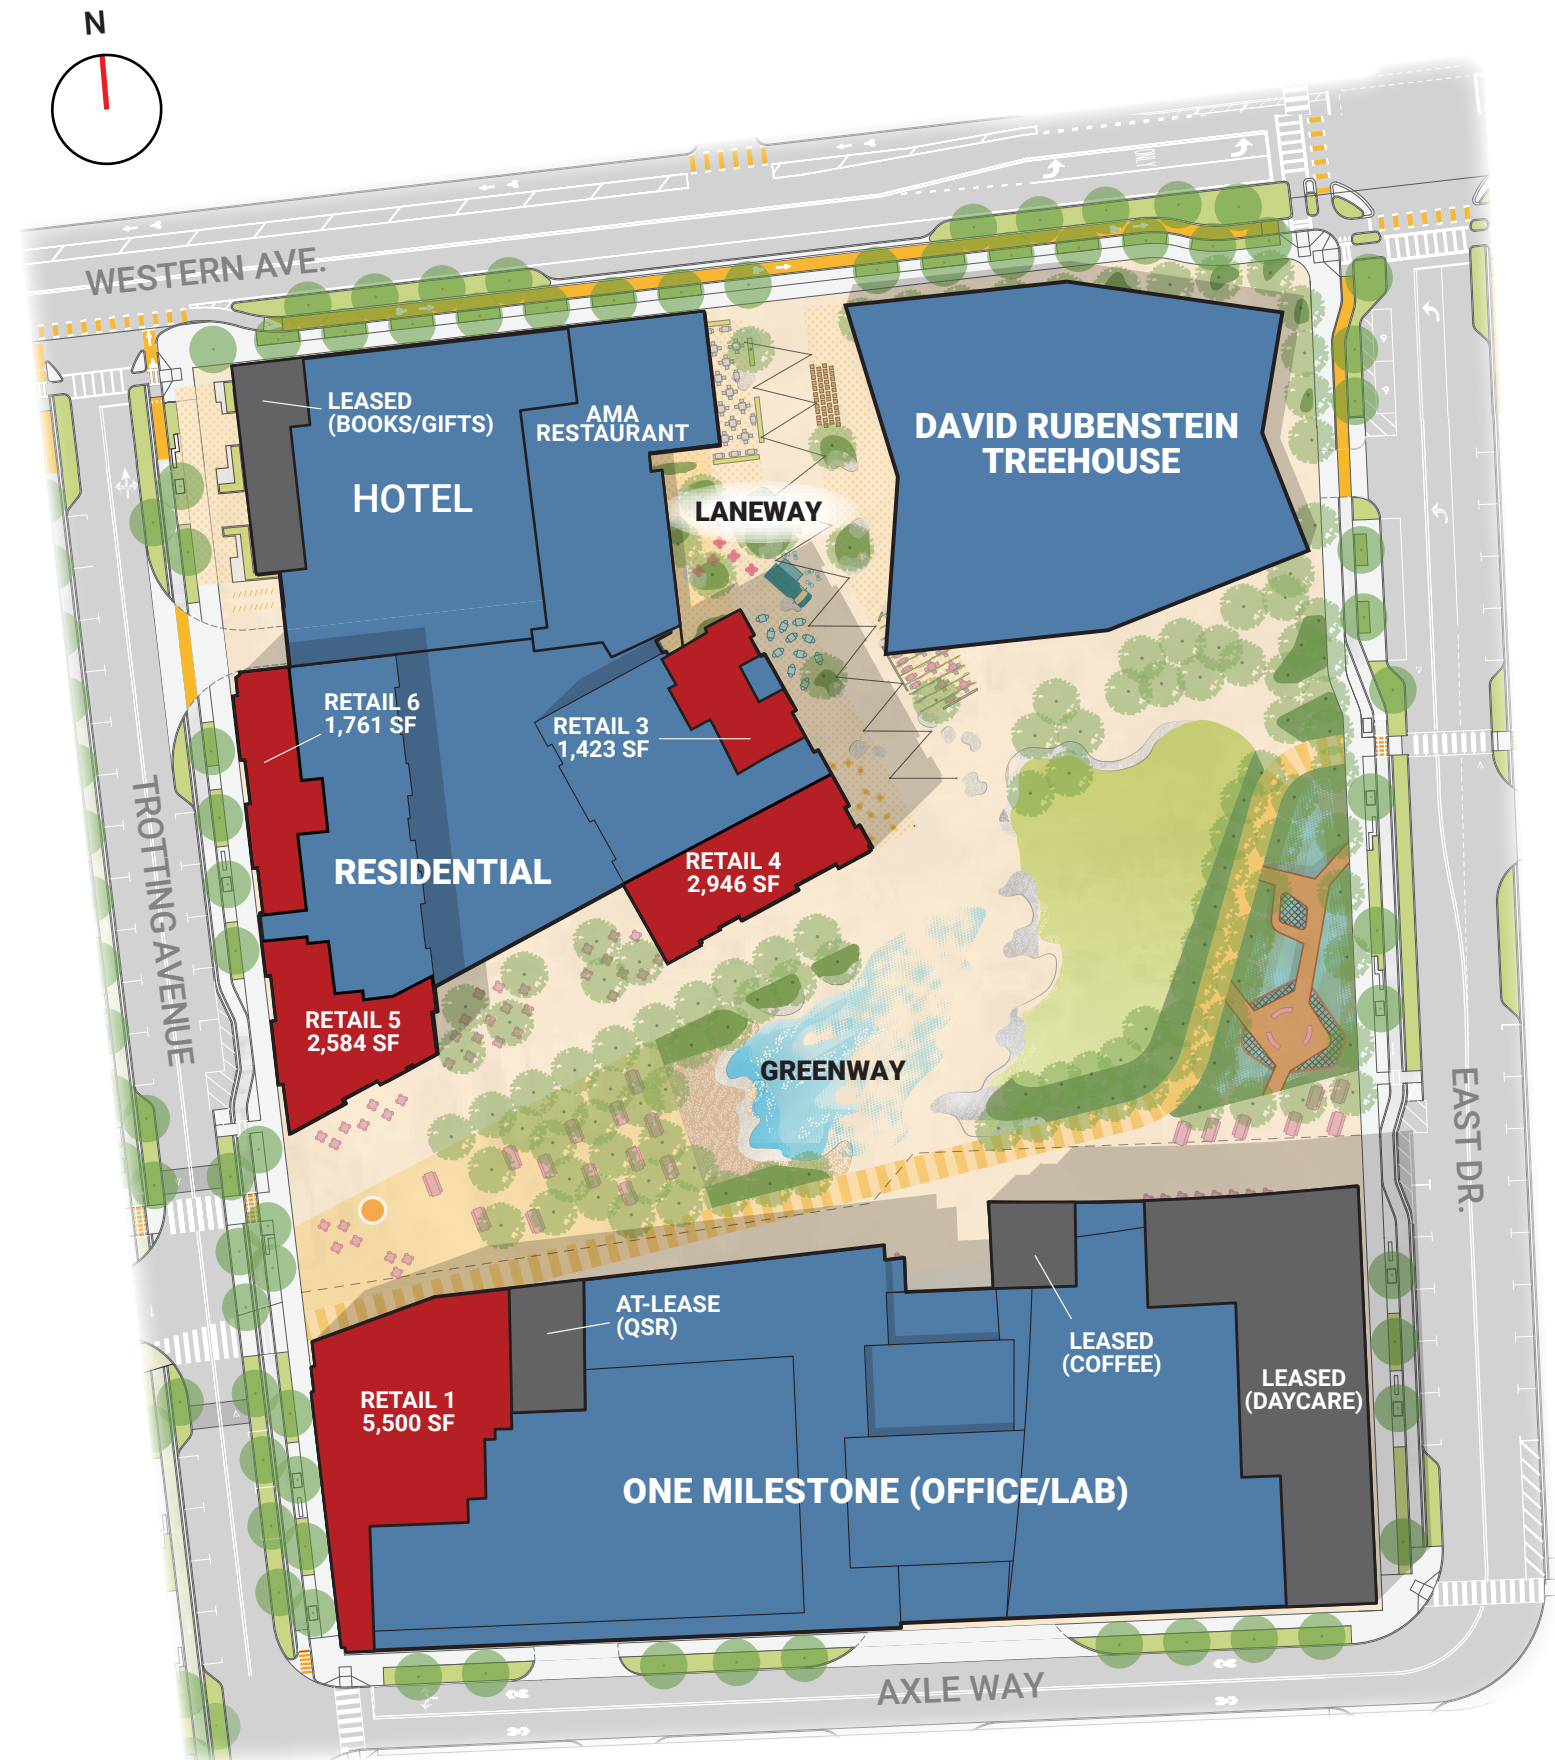 N
WESTERN AVE.
LEASED
(BOOKS/GIFTS)
AMA
RESTAURANT
HOTEL
DAVID RUBENSTEIN
TREEHOUSE
LANEWAY
ONLY
RETAIL 6
1,761 SF
RETAIL 3
1,423 SF
TROTTING AVENUE
RESIDENTIAL
RETAIL 4
2,946 SF
RETAIL 5
2,584 SF
GREENWAY
EAST DR.
AT-LEASE
(QSR)
LEASED
(COFFEE)
LEASED
(DAYCARE)
RETAIL 1
5,500 SF
ONE MILESTONE (OFFICE/LAB)
AXLE WAY